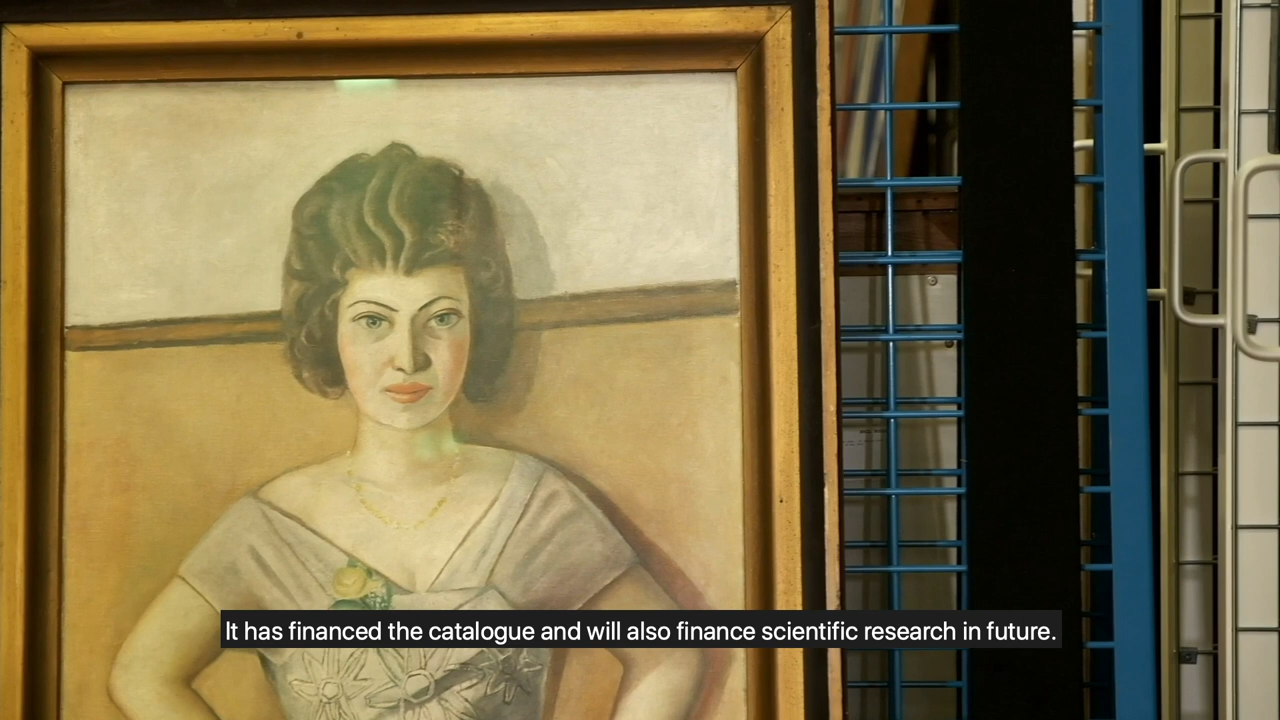 It has financed the catalogue and will also finance scientific research in future.